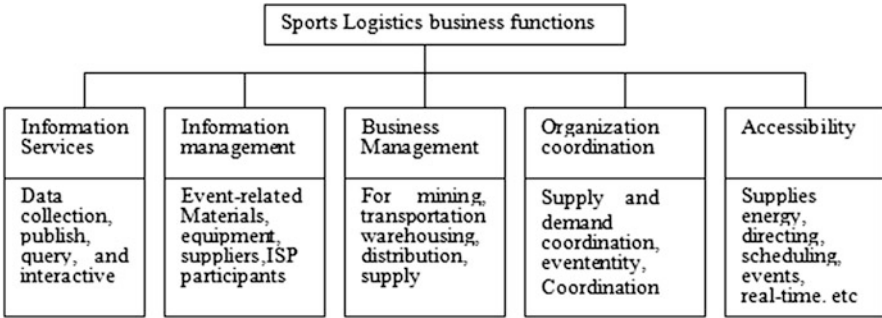 Sports Logistics business functions
Information
Services
Information
management
Business
Management
Organization
coordination
Accessibility
Data
collection,
publish,
query, and
interactive
Event-related
Materials,
equipment,
suppliers,ISP
participants
For mining,
transportation
warehousing,
distribution,
supply
Supply and
demand
coordination,
evententity,
Coordination
Supplies
energy,
directing,
scheduling,
events,
real-time. etc